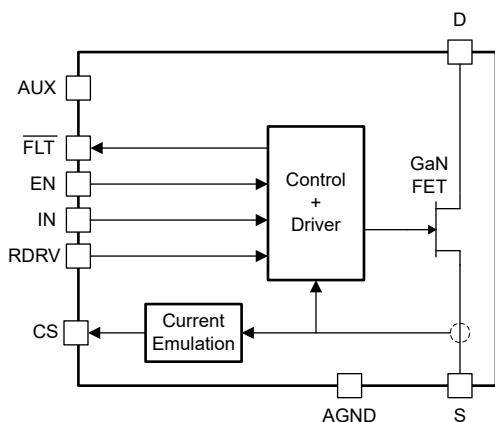 D
AUX
FLT
EN
IN
RDRV
CS
Control
+
Driver
GaN
FET
Current
Emulation
AGND
S